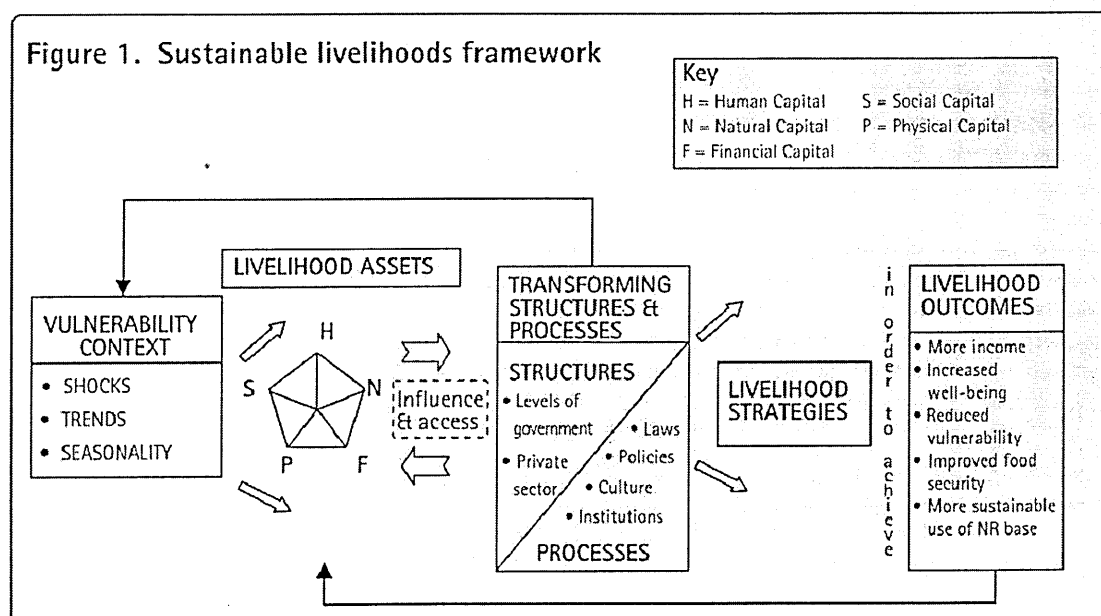 Figure 1. Sustainable livelihoods framework
Key
H = Human Capital
S = Social Capital
N = Natural Capital
P = Physical Capital
F = Financial Capital
VULNERABILITY
CONTEXT
• SHOCKS
• TRENDS
• SEASONALITY
LIVELIHOOD ASSETS
H
S
N
P
F
Influence
& access
TRANSFORMING
STRUCTURES &
PROCESSES
STRUCTURES
• Levels of
government
• Private
sector
• Laws
• Policies
• Culture
• Institutions
PROCESSES
LIVELIHOOD
STRATEGIES
in order to achieve
LIVELIHOOD
OUTCOMES
• More income
• Increased
well-being
• Reduced
vulnerability
• Improved food
security
• More sustainable
use of NR base